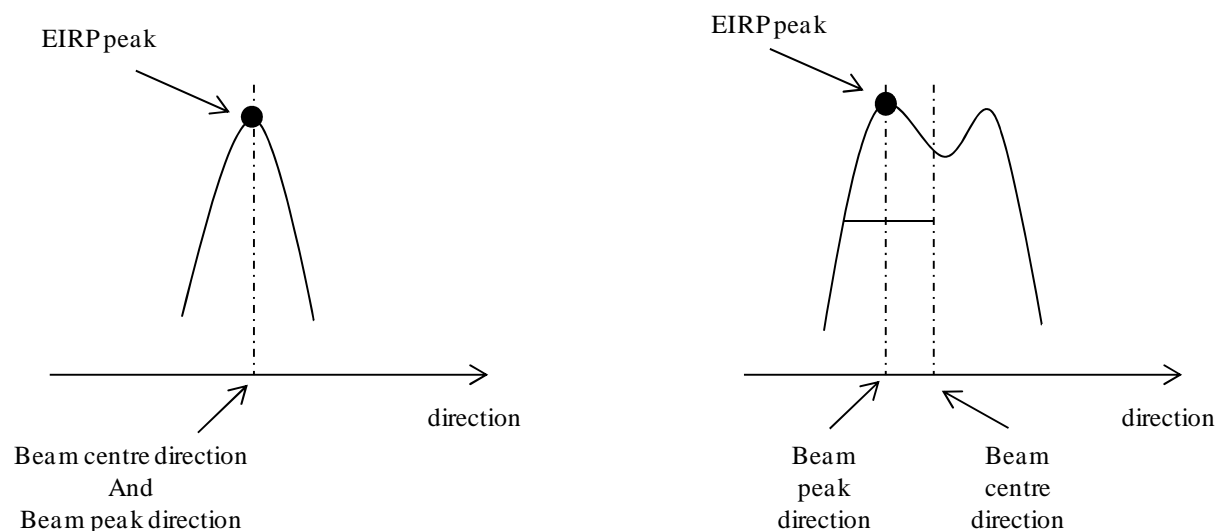 EIRP peak
direction
Beam centre direction
And
Beam peak direction
EIRP peak
direction
Beam
peak
direction
Beam
centre
direction